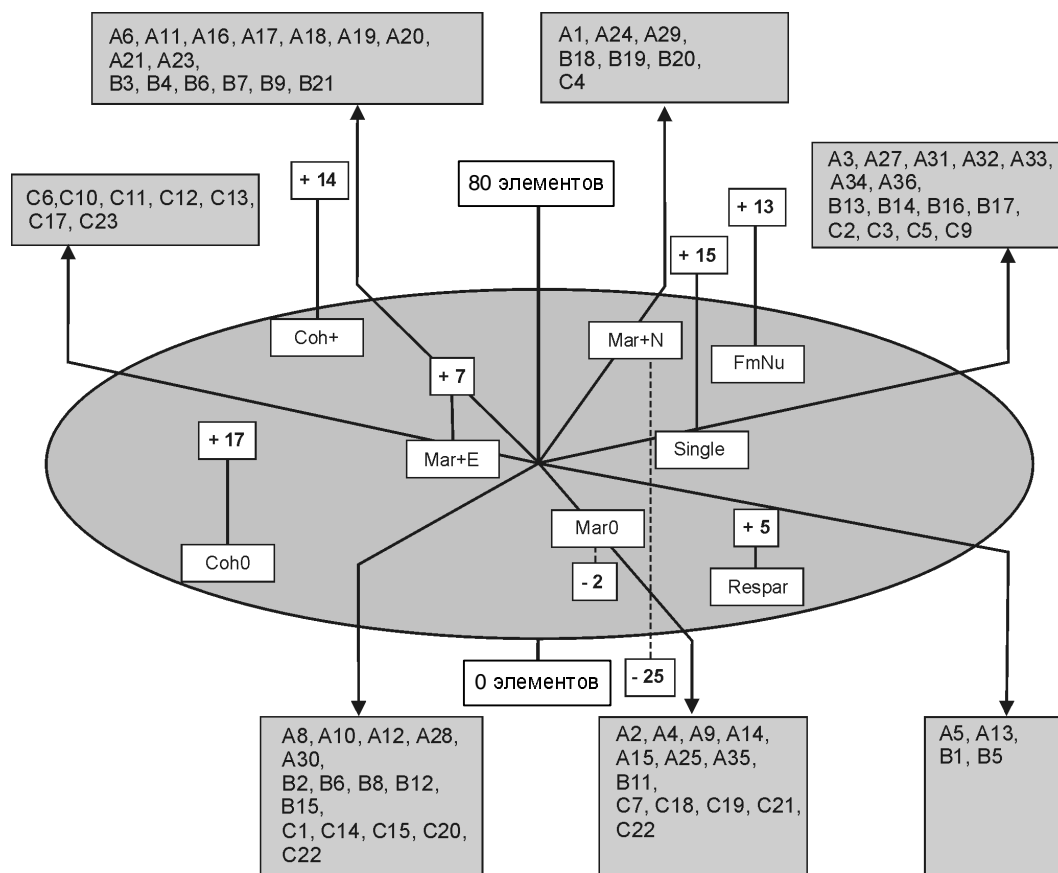 A6, A11, A16, A17, A18, A19, A20,
A21, A23,
B3, B4, B6, B7, B9, B21
A1, A24, A29,
B18, B19, B20,
C4
A3, A27, A31, A32, A33,
A34, A36,
B13, B14, B16, B17,
C2, C3, C5, C9
C6,C10, C11, C12, C13,
C17, C23
+ 14
80 элементов
+ 13
+ 15
Coh+
Mar+N
FmNu
+ 7
+ 17
Mar+E
Single
Mar0
+ 5
Coh0
- 2
Respar
0 элементов
- 25
A8, A10, A12, A28,
A30,
B2, B6, B8, B12,
B15,
C1, C14, C15, C20,
C22
A2, A4, A9, A14,
A15, A25, A35,
B11,
C7, C18, C19, C21,
C22
A5, A13,
B1, B5